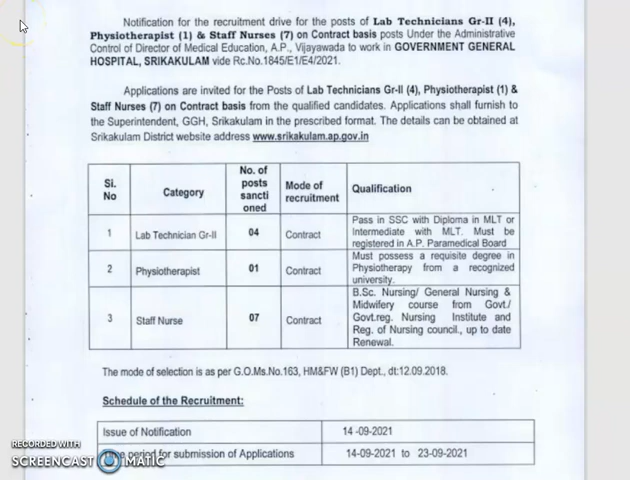 Notification for the recruitment drive for the posts of Lab Technicians Gr-II (4),
Physiotherapist (1) & Staff Nurses (7) on Contract basis posts Under the Administrative
Control of Director of Medical Education, A.P., Vijayawada to work in GOVERNMENT GENERAL
HOSPITAL, SRIKAKULAM vide Rc.No.1845/E1/E4/2021.
Applications are invited for the Posts of Lab Technicians Gr-II (4), Physiotherapist (1) &
Staff Nurses (7) on Contract basis from the qualified candidates. Applications shall furnish to
the Superintendent, GGH, Srikakulam in the prescribed format. The details can be obtained at
Srikakulam District website address www.srikakulam.ap.gov.in
Si. No Category No. of posts sancti oned Mode of recruitment Qualification
1 Lab Technician Gr-II 04 Contract Pass in SSC with Diploma in MLT or
Intermediate with MLT. Must be
registered in A.P. Paramedical Board
2 Physiotherapist 01 Contract Must possess a requisite degree in
Physiotherapy from a recognized
university.
3 Staff Nurse 07 Contract B.Sc. Nursing/ General Nursing &
Midwifery course from Govt./
Govt.reg. Nursing Institute and
Reg. of Nursing council., up to date
Renewal.
The mode of selection is as per G.O.Ms.No.163, HM&FW (B1) Dept., dt:12.09.2018.
Schedule of the Recruitment:
Issue of Notification 14 -09-2021
period for submission of Applications 14-09-2021 to 23-09-2021
RECORDED WITH
SCREENCAST MATIC